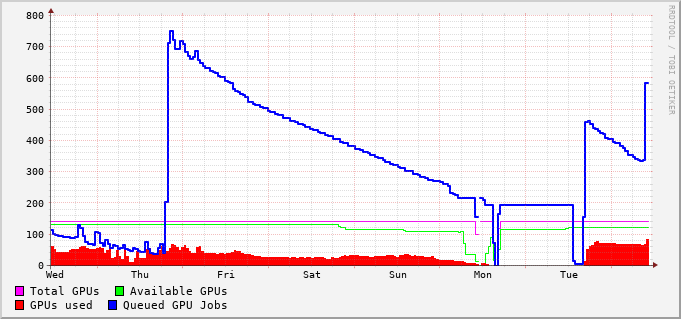 800
700
600
500
400
300
200
100
0
Wed Thu Fri Sat Sun Mon Tue
Total GPUs Available GPUs
GPUs used Queued GPU Jobs
RRDTOOL / TOBI OETIKER